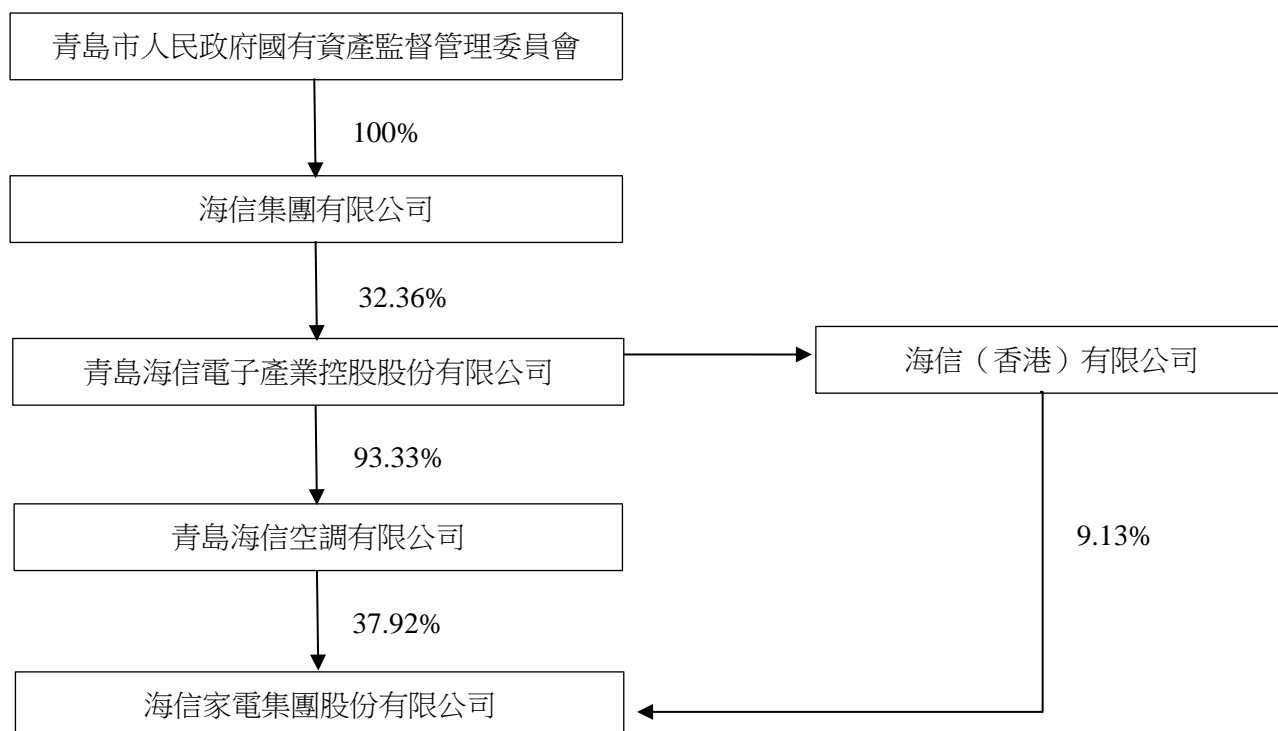 青島市人民政府國有資產監督管理委員會
100%
海信集團有限公司
32.36%
青島海信電子產業控股股份有限公司
海信（香港）有限公司
93.33%
青島海信空調有限公司
9.13%
37.92%
海信家電集團股份有限公司